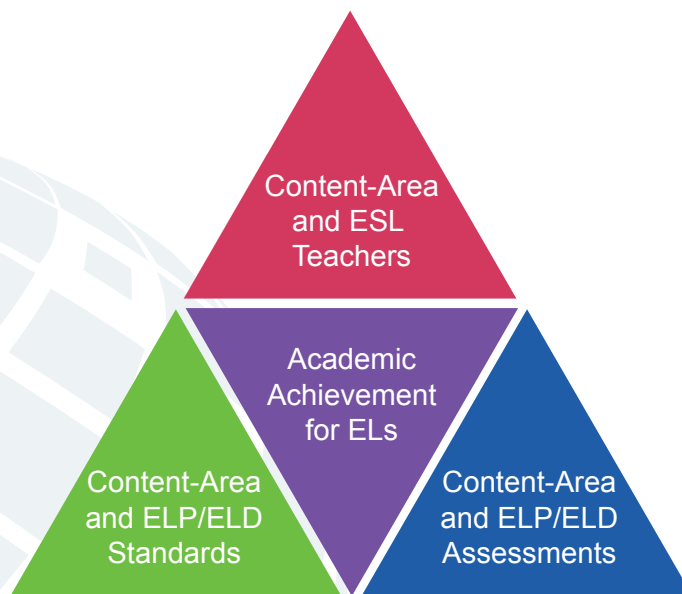 Content-Area
and ESL
Teachers
Academic
Achievement
for ELs
Content-Area
and ELP/ELD
Standards
Content-Area
and ELP/ELD
Assessments